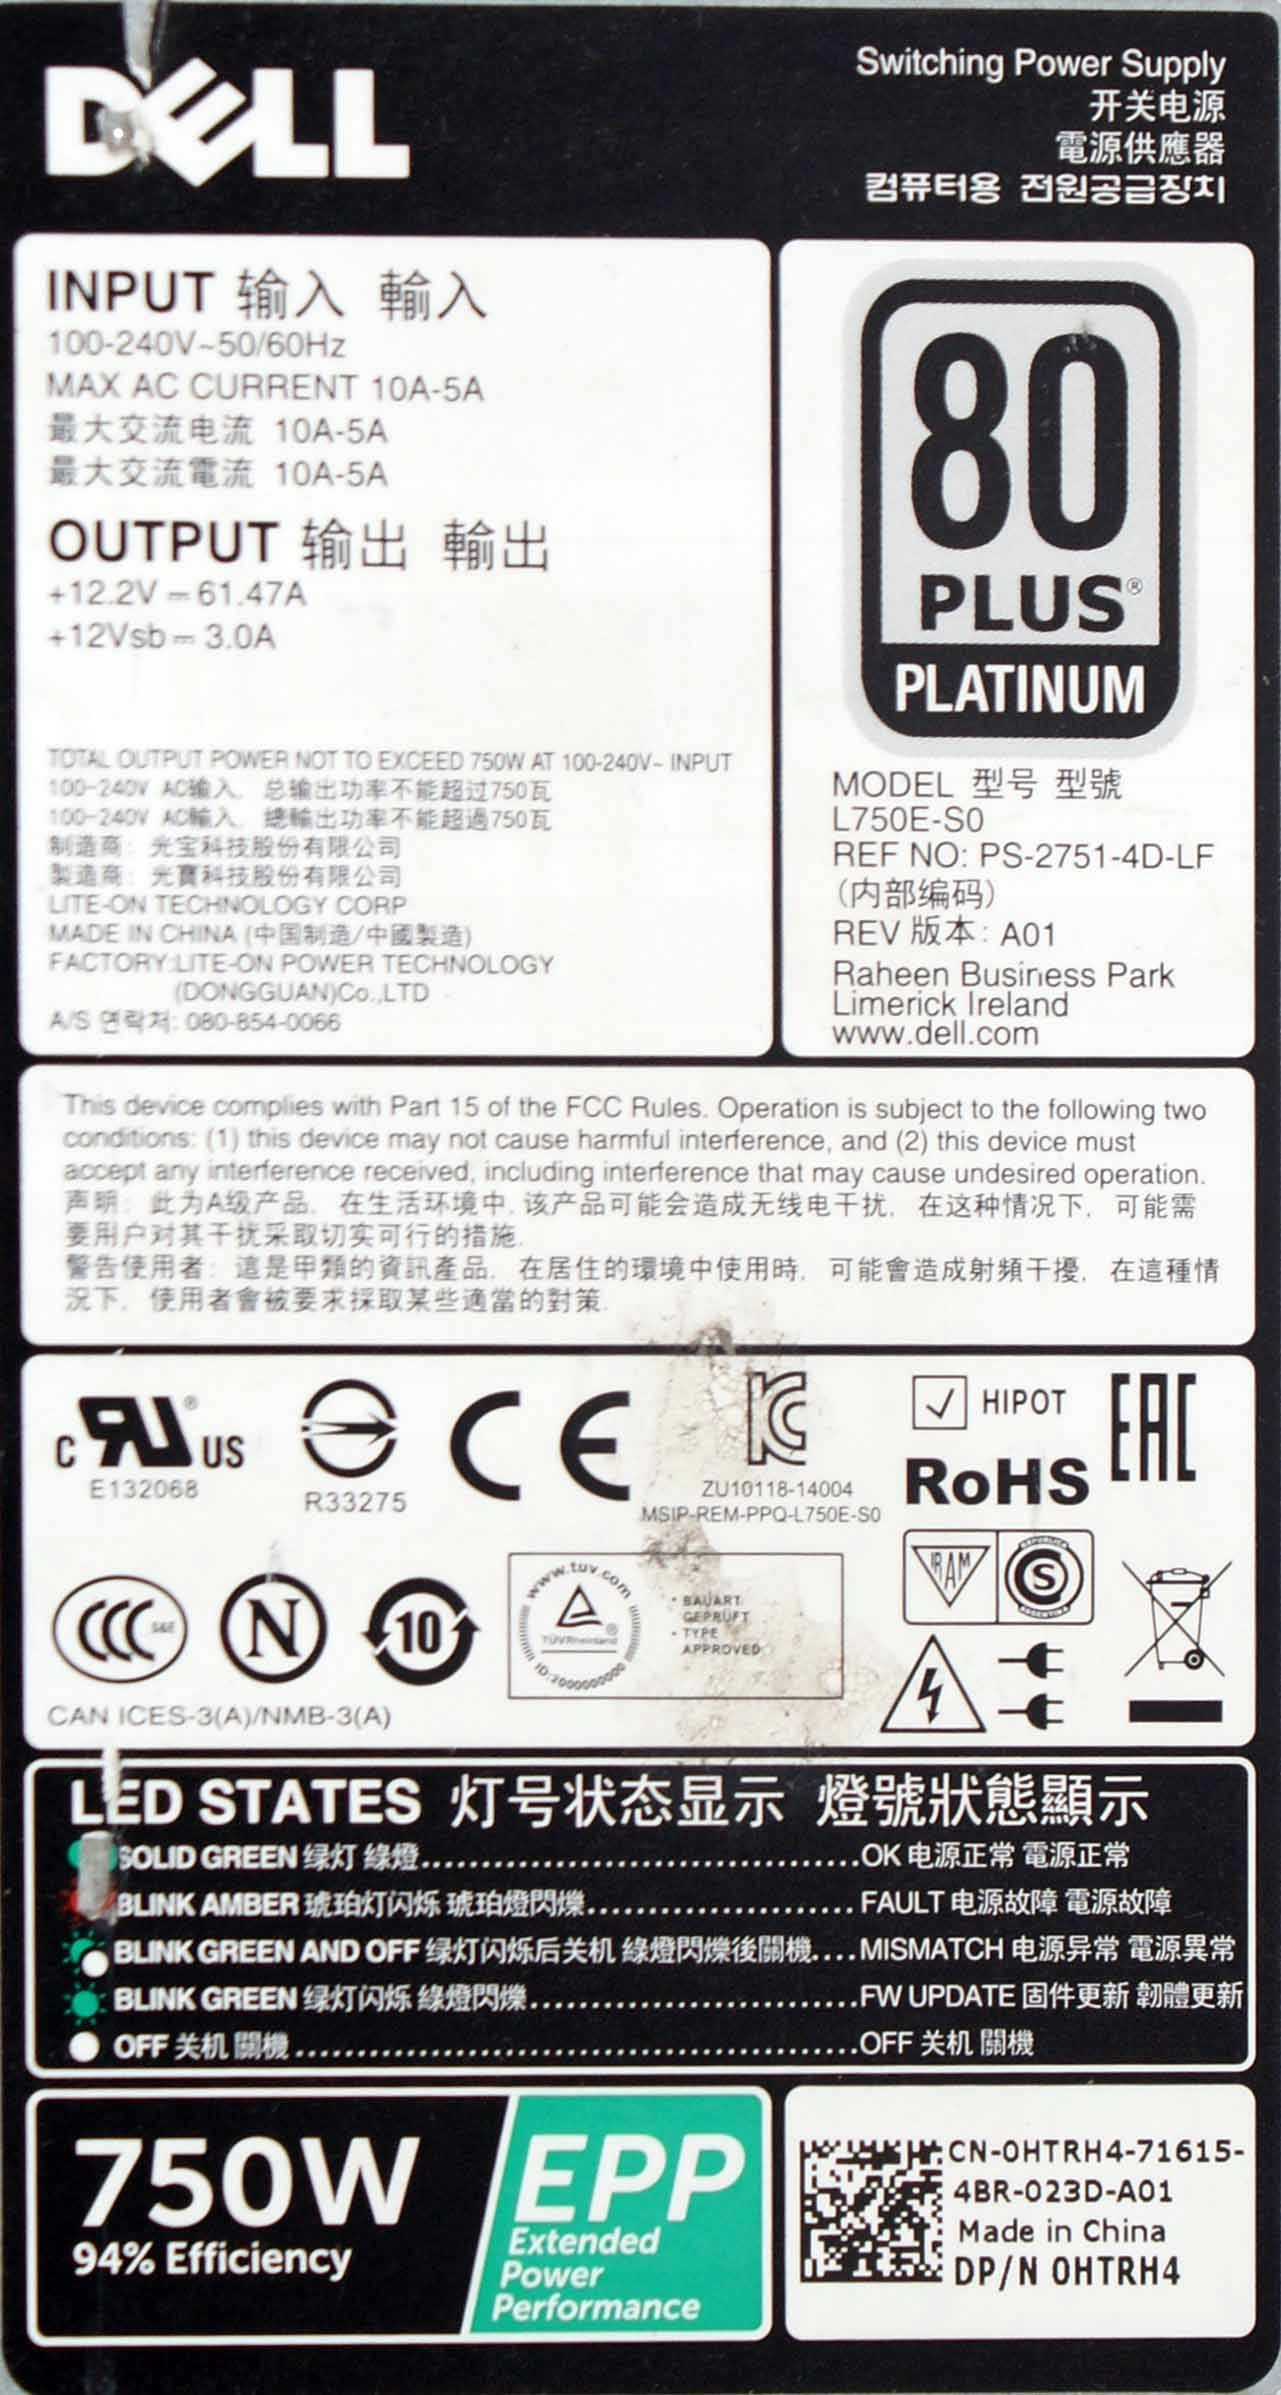 DELL
Switching Power Supply
开关电源
電源供應器
컴퓨터용 전원공급장치
INPUT 输入 輸入
100-240V~50/60Hz
MAX AC CURRENT 10A-5A
最大交流电流 10A-5A
最大交流電流 10A-5A
OUTPUT 输出 輸出
+12.2V ⎓ 61.47A
+12Vsb ⎓ 3.0A
TOTAL OUTPUT POWER NOT TO EXCEED 750W AT 100-240V~ INPUT
100-240V AC输入, 总输出功率不能超过750瓦
100-240V AC輸入, 總輸出功率不能超過750瓦
制造商: 光宝科技股份有限公司
製造商: 光寶科技股份有限公司
LITE-ON TECHNOLOGY CORP
MADE IN CHINA (中国制造/中國製造)
FACTORY:LITE-ON POWER TECHNOLOGY
(DONGGUAN)Co.,LTD
A/S 연락처: 080-854-0066
80
PLUS®
PLATINUM
MODEL 型号 型號
L750E-S0
REF NO: PS-2751-4D-LF
(内部编码)
REV 版本: A01
Raheen Business Park
Limerick Ireland
www.dell.com
This device complies with Part 15 of the FCC Rules. Operation is subject to the following two
conditions: (1) this device may not cause harmful interference, and (2) this device must
accept any interference received, including interference that may cause undesired operation.
声明: 此为A级产品, 在生活环境中, 该产品可能会造成无线电干扰, 在这种情况下, 可能需
要用户对其干扰采取切实可行的措施.
警告使用者: 這是甲類的資訊產品, 在居住的環境中使用時, 可能會造成射頻干擾, 在這種情
況下, 使用者會被要求採取某些適當的對策.
C RU® US
E132068
R33275
CE
KC
ZU10118-14004
MSIP-REM-PPQ-L750E-S0
HIPOT
RoHS
EAC
CCC S&E
N
10
www.tuv.com
TÜVRheinland®
ID:2000000000
• BAUART
GEPRÜFT
• TYPE
APPROVED
IRAM
REPUBLICA
S
ARGENTINA
CAN ICES-3(A)/NMB-3(A)
LED STATES 灯号状态显示 燈號狀態顯示
SOLID GREEN 绿灯 綠燈..................................OK 电源正常 電源正常
BLINK AMBER 琥珀灯闪烁 琥珀燈閃爍.....................FAULT 电源故障 電源故障
BLINK GREEN AND OFF 绿灯闪烁后关机 綠燈閃爍後關機....MISMATCH 电源异常 電源異常
BLINK GREEN 绿灯闪烁 綠燈閃爍..........................FW UPDATE 固件更新 韌體更新
OFF 关机 關機............................................OFF 关机 關機
750W
94% Efficiency
EPP
Extended
Power
Performance
CN-0HTRH4-71615-
4BR-023D-A01
Made in China
DP/N 0HTRH4